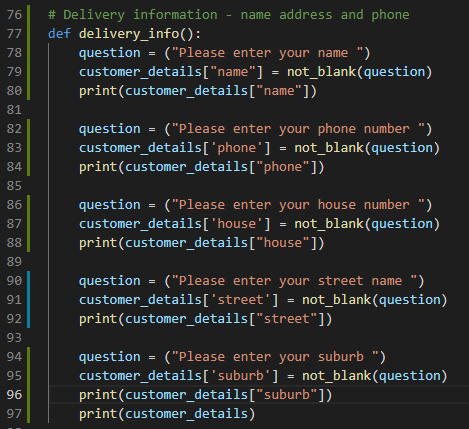 76 # Delivery information - name address and phone
77 def delivery_info():
78     question = ("Please enter your name ")
79     customer_details["name"] = not_blank(question)
80     print(customer_details["name"])
81
82     question = ("Please enter your phone number ")
83     customer_details['phone'] = not_blank(question)
84     print(customer_details["phone"])
85
86     question = ("Please enter your house number ")
87     customer_details['house'] = not_blank(question)
88     print(customer_details["house"])
89
90     question = ("Please enter your street name ")
91     customer_details['street'] = not_blank(question)
92     print(customer_details["street"])
93
94     question = ("Please enter your suburb ")
95     customer_details['suburb'] = not_blank(question)
96     print(customer_details["suburb"])
97     print(customer_details)